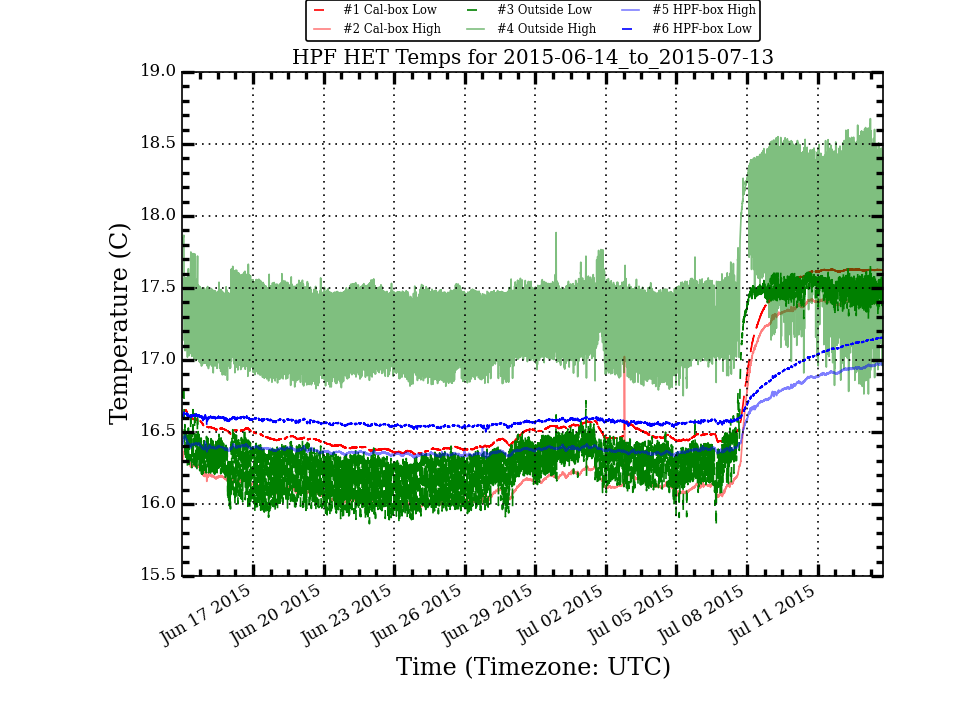 #1 Cal-box Low #3 Outside Low #5 HPF-box High
#2 Cal-box High #4 Outside High #6 HPF-box Low
HPF HET Temps for 2015-06-14_to_2015-07-13
19.0
18.5
18.0
17.5
17.0
16.5
16.0
15.5
Temperature (C)
Jun 17 2015 Jun 20 2015 Jun 23 2015 Jun 26 2015 Jun 29 2015 Jul 02 2015 Jul 05 2015 Jul 08 2015 Jul 11 2015
Time (Timezone: UTC)